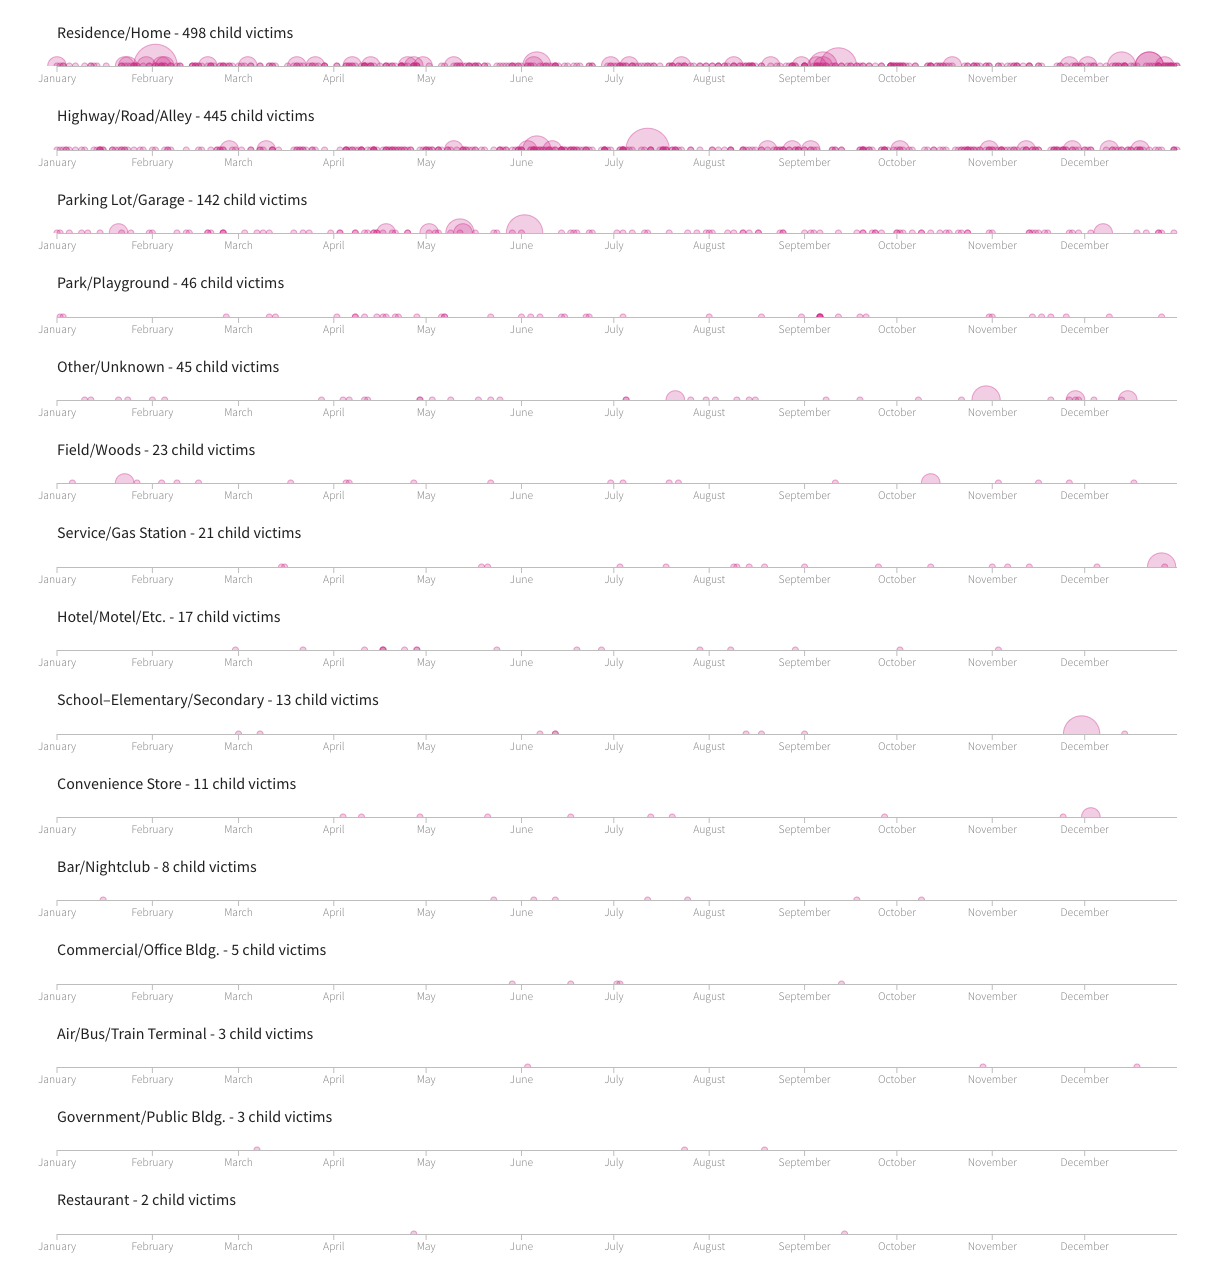 Residence/Home - 498 child victims
January February March April May June July August September October November December
Highway/Road/Alley - 445 child victims
January February March April May June July August September October November December
Parking Lot/Garage - 142 child victims
January February March April May June July August September October November December
Park/Playground - 46 child victims
January February March April May June July August September October November December
Other/Unknown - 45 child victims
January February March April May June July August September October November December
Field/Woods - 23 child victims
January February March April May June July August September October November December
Service/Gas Station - 21 child victims
January February March April May June July August September October November December
Hotel/Motel/Etc. - 17 child victims
January February March April May June July August September October November December
School–Elementary/Secondary - 13 child victims
January February March April May June July August September October November December
Convenience Store - 11 child victims
January February March April May June July August September October November December
Bar/Nightclub - 8 child victims
January February March April May June July August September October November December
Commercial/Office Bldg. - 5 child victims
January February March April May June July August September October November December
Air/Bus/Train Terminal - 3 child victims
January February March April May June July August September October November December
Government/Public Bldg. - 3 child victims
January February March April May June July August September October November December
Restaurant - 2 child victims
January February March April May June July August September October November December